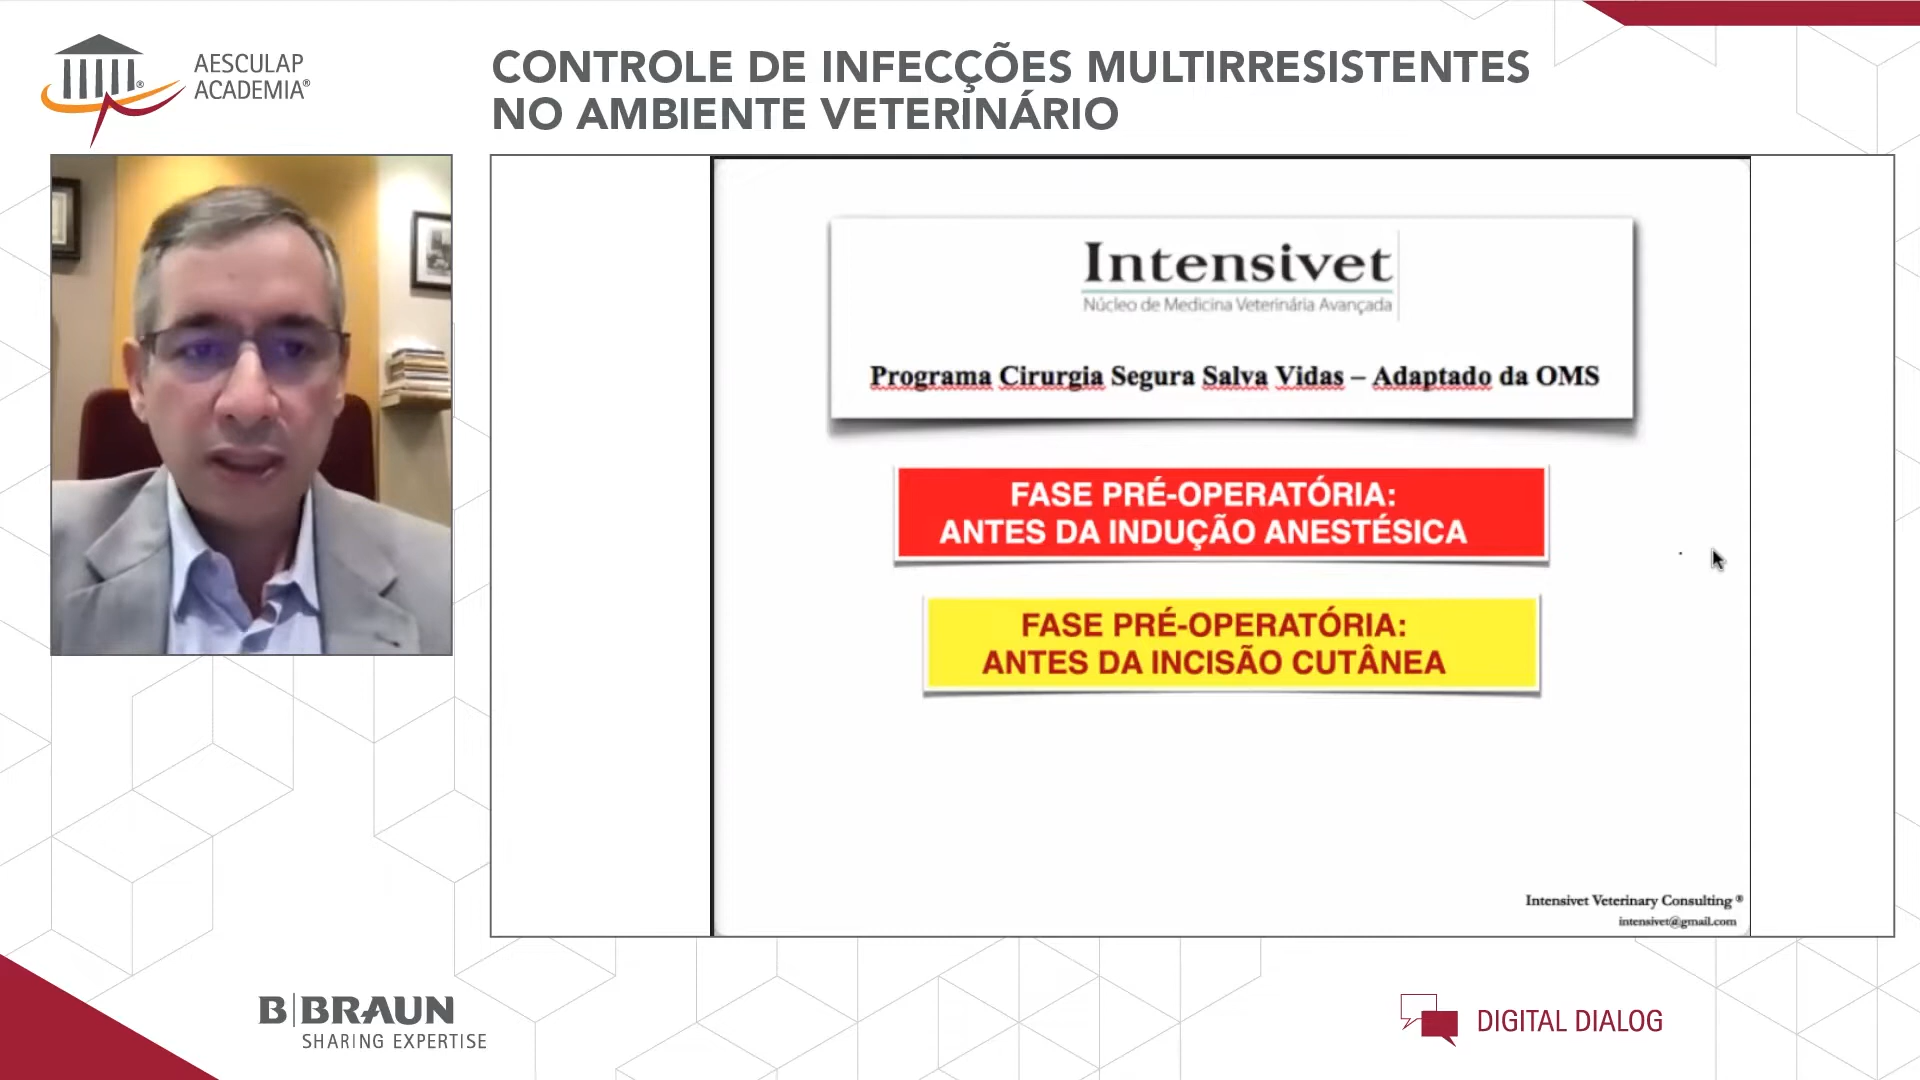 AESCULAP
ACADEMIA®
CONTROLE DE INFECÇÕES MULTIRRESISTENTES
NO AMBIENTE VETERINÁRIO
Intensivet
Núcleo de Medicina Veterinária Avançada
Programa Cirurgia Segura Salva Vidas – Adaptado da OMS
FASE PRÉ-OPERATÓRIA:
ANTES DA INDUÇÃO ANESTÉSICA
FASE PRÉ-OPERATÓRIA:
ANTES DA INCISÃO CUTÂNEA
Intensivet Veterinary Consulting ®
intensivet@gmail.com
B|BRAUN
SHARING EXPERTISE
DIGITAL DIALOG